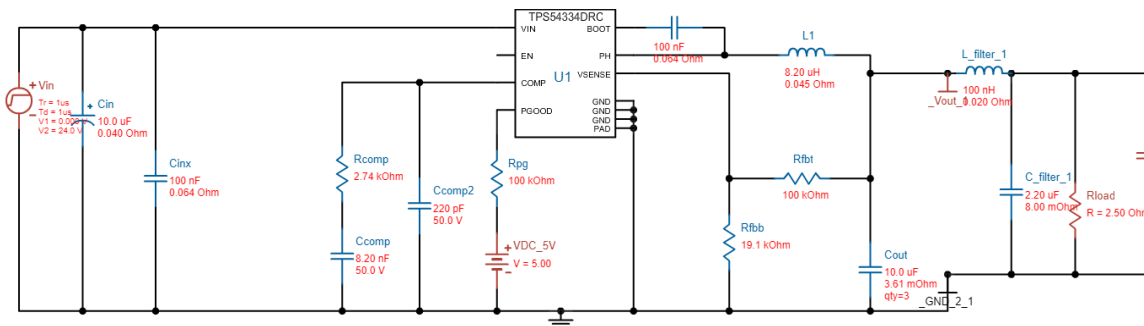 TPS54334DRC
VIN
BOOT
EN
PH
COMP
U1
VSENSE
PGOOD
GND
GND
GND
PAD
100 nF
0.064 Ohm
L1
8.20 uH
0.045 Ohm
L_filter_1
100 nH
0.020 Ohm
_Vout_
Vin
Tr = 1us
Td = 1us
V2 = 24.0 V
Cin
10.0 uF
0.040 Ohm
Cinx
100 nF
0.064 Ohm
Rcomp
2.74 kOhm
Ccomp
8.20 nF
50.0 V
Ccomp2
220 pF
50.0 V
Rpg
100 kOhm
VDC_5V
V = 5.00
Rfbt
100 kOhm
Rfbb
19.1 kOhm
Cout
10.0 uF
3.61 mOhm
qty=3
C_filter_1
2.20 uF
8.00 mOhm
Rload
R = 2.50 Ohm
_GND_2_1